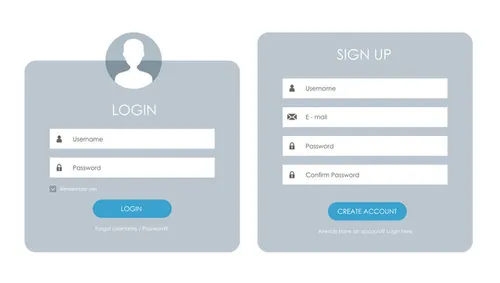 LOGIN
Username
Password
Remember me
LOGIN
Forgot Username / Password?
SIGN UP
Username
E - mail
Password
Confirm Password
CREATE ACCOUNT
Already have an account? Login here